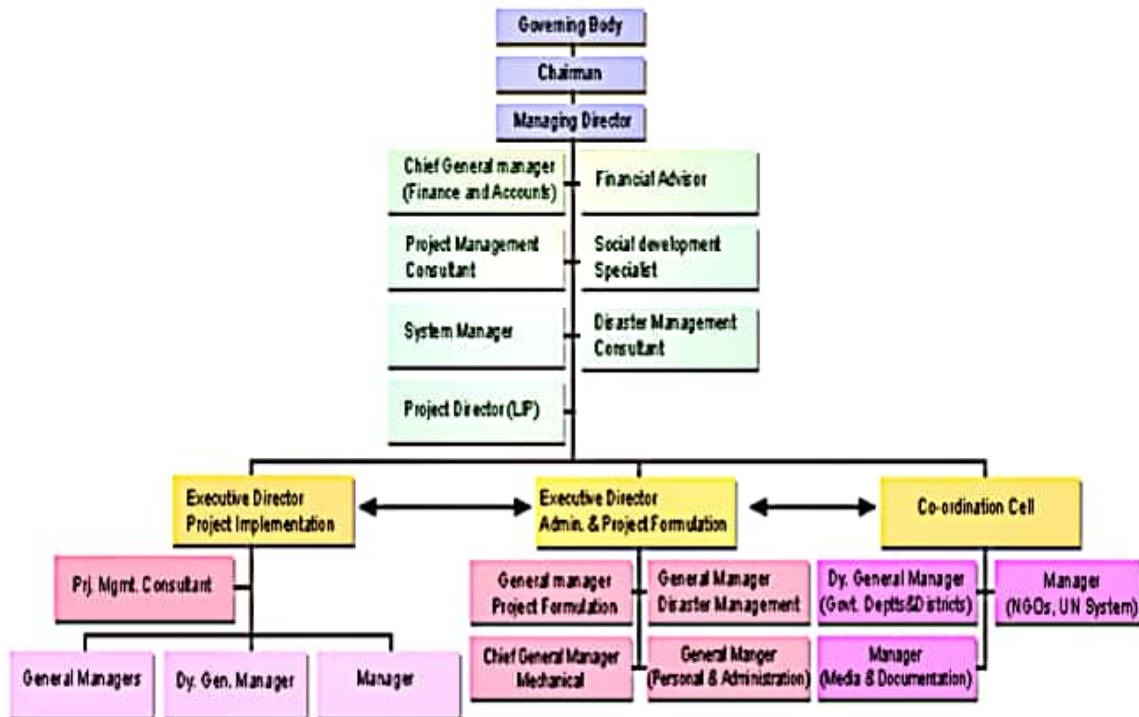 Governing Body
Chairman
Managing Director
Chief General manager
(Finance and Accounts)
Financial Advisor
Project Management
Consultant
Social development
Specialist
System Manager
Disaster Management
Consultant
Project Director (LIP)
Executive Director
Project Implementation
Executive Director
Admin. & Project Formulation
Co-ordination Cell
Prj. Mgmt. Consultant
General Managers
Dy. Gen. Manager
Manager
General manager
Project Formulation
General Manager
Disaster Management
Chief General Manager
Mechanical
General Manger
(Personal & Administration)
Dy. General Manager
(Govt. Deptts&Districts)
Manager
(NGOs, UN System)
Manager
(Media & Documentation)